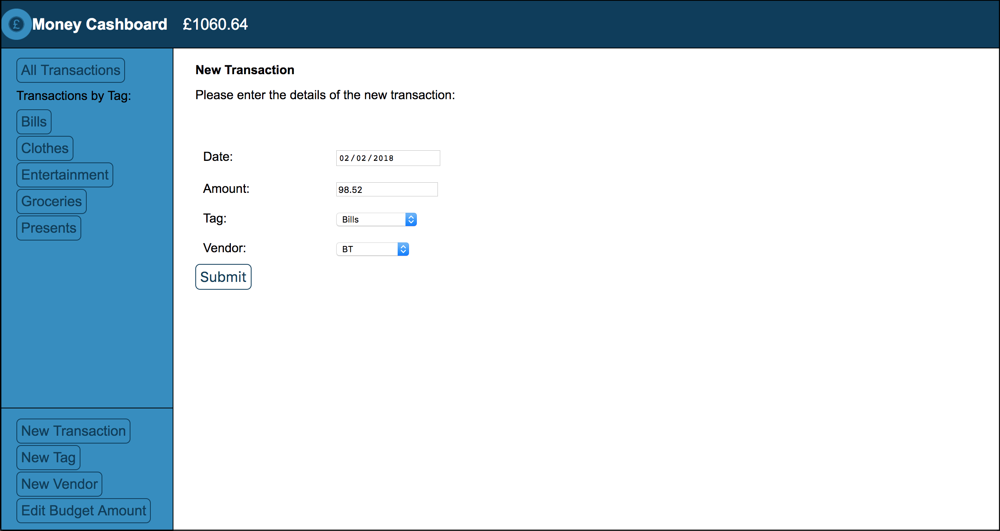 £ Money Cashboard £1060.64
All Transactions
Transactions by Tag:
Bills
Clothes
Entertainment
Groceries
Presents
New Transaction
New Tag
New Vendor
Edit Budget Amount
New Transaction
Please enter the details of the new transaction:
Date: 02/02/2018
Amount: 98.52
Tag: Bills
Vendor: BT
Submit